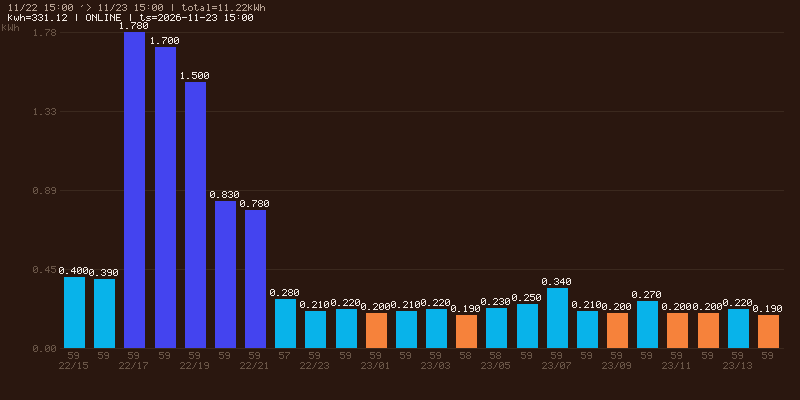 11/22 15:00 -> 11/23 15:00 | total=11.22KWh
Kwh=331.12 | ONLINE | ts=2026-11-23 15:00
KWh
1.78
1.33
0.89
0.45
0.00
0.400 0.390 1.780 1.700 1.500 0.830 0.780 0.280 0.210 0.220 0.200 0.210 0.220 0.190 0.230 0.250 0.340 0.210 0.200 0.270 0.200 0.200 0.220 0.190
59 59 59 59 59 59 59 57 59 59 59 59 59 58 58 59 59 59 59 59 59 59 59 59
22/15 22/17 22/19 22/21 22/23 23/01 23/03 23/05 23/07 23/09 23/11 23/13